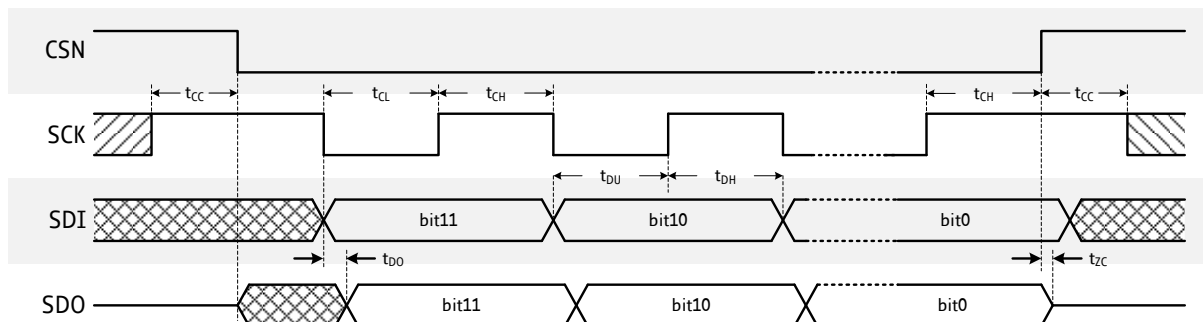 CSN
tCC tCL tCH tCH tCC
SCK
tDU tDH
SDI bit11 bit10 bit0
tDO tZC
SDO bit11 bit10 bit0